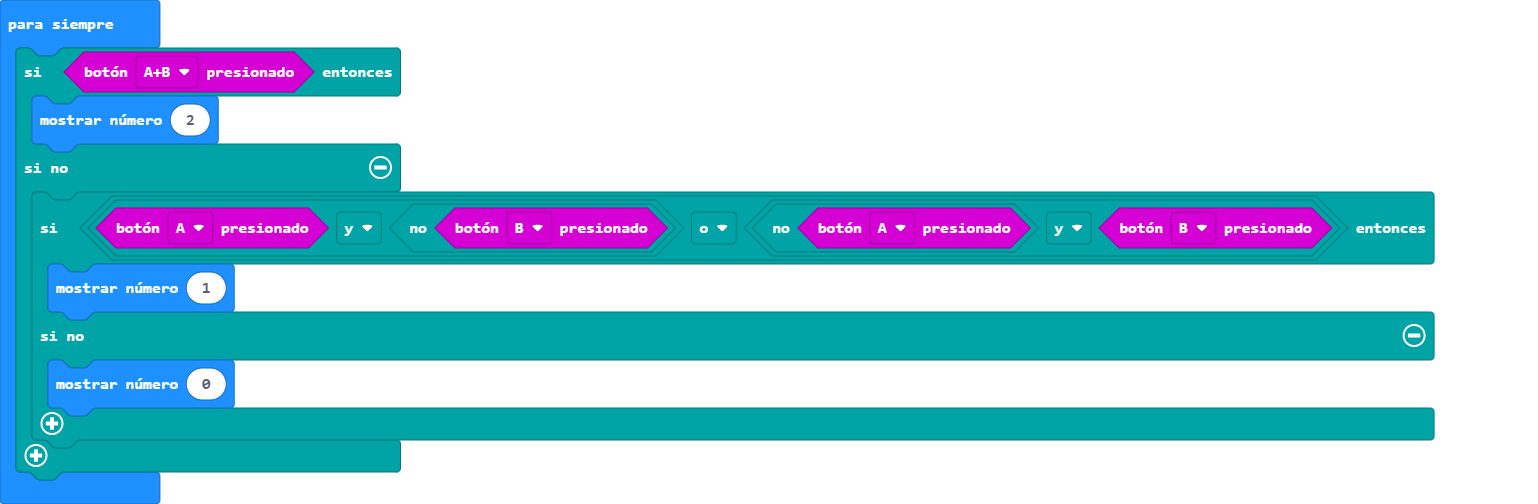 para siempre
si botón A+B presionado entonces
mostrar número 2
si no
si botón A presionado y no botón B presionado o no botón A presionado y botón B presionado entonces
mostrar número 1
si no
mostrar número 0